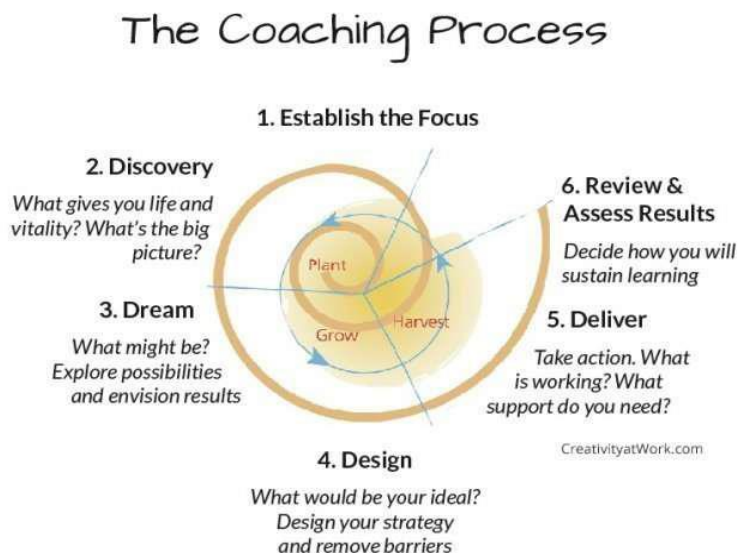 The Coaching Process
1. Establish the Focus
2. Discovery
What gives you life and
vitality? What's the big
picture?
3. Dream
What might be?
Explore possibilities
and envision results
4. Design
What would be your ideal?
Design your strategy
and remove barriers
5. Deliver
Take action. What
is working? What
support do you need?
6. Review &
Assess Results
Decide how you will
sustain learning
Plant
Grow
Harvest
CreativityatWork.com